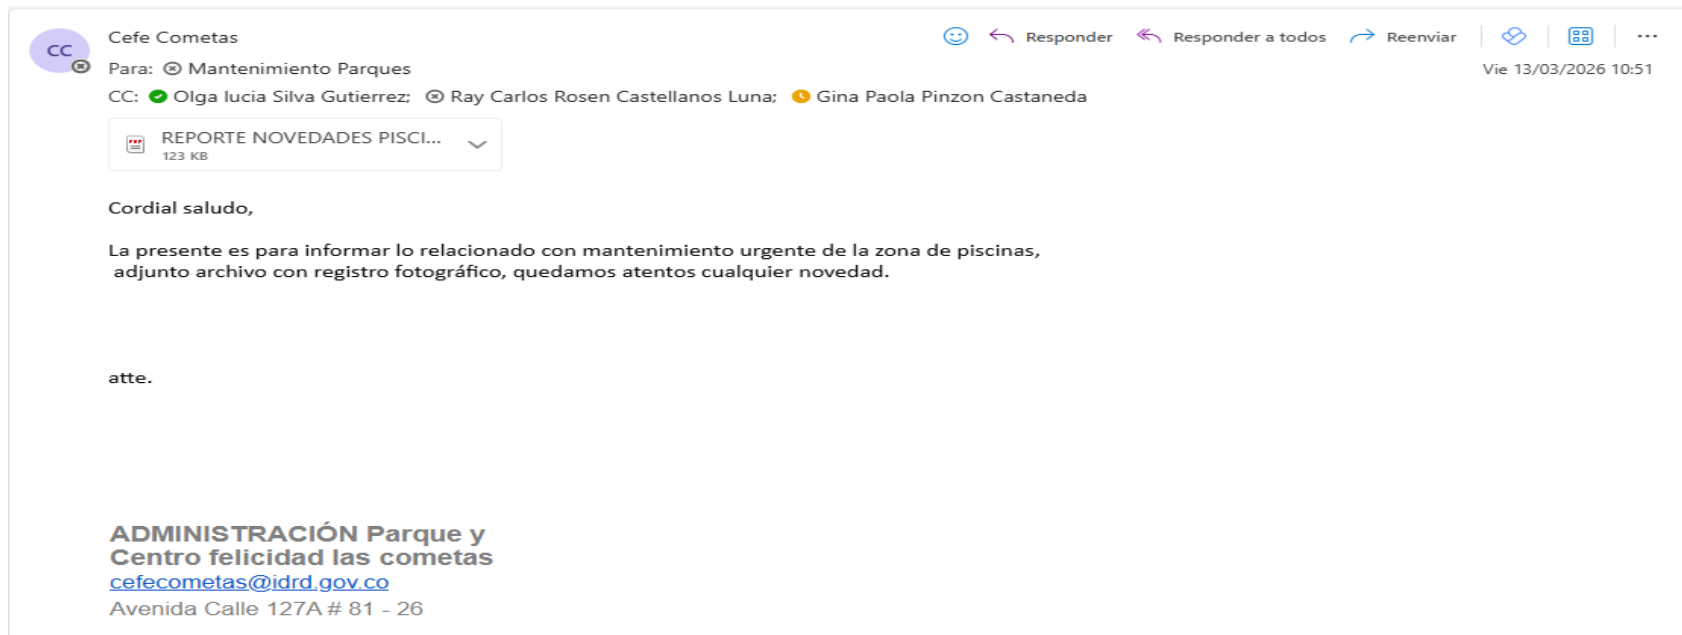 CC
Cefe Cometas
Responder
Responder a todos
Reenviar
Para: Mantenimiento Parques
Vie 13/03/2026 10:51
CC: Olga lucia Silva Gutierrez; Ray Carlos Rosen Castellanos Luna; Gina Paola Pinzon Castaneda
REPORTE NOVEDADES PISCI...
123 KB
Cordial saludo,
La presente es para informar lo relacionado con mantenimiento urgente de la zona de piscinas,
adjunto archivo con registro fotográfico, quedamos atentos cualquier novedad.
atte.
ADMINISTRACIÓN Parque y
Centro felicidad las cometas
cefecometas@idrd.gov.co
Avenida Calle 127A # 81 - 26